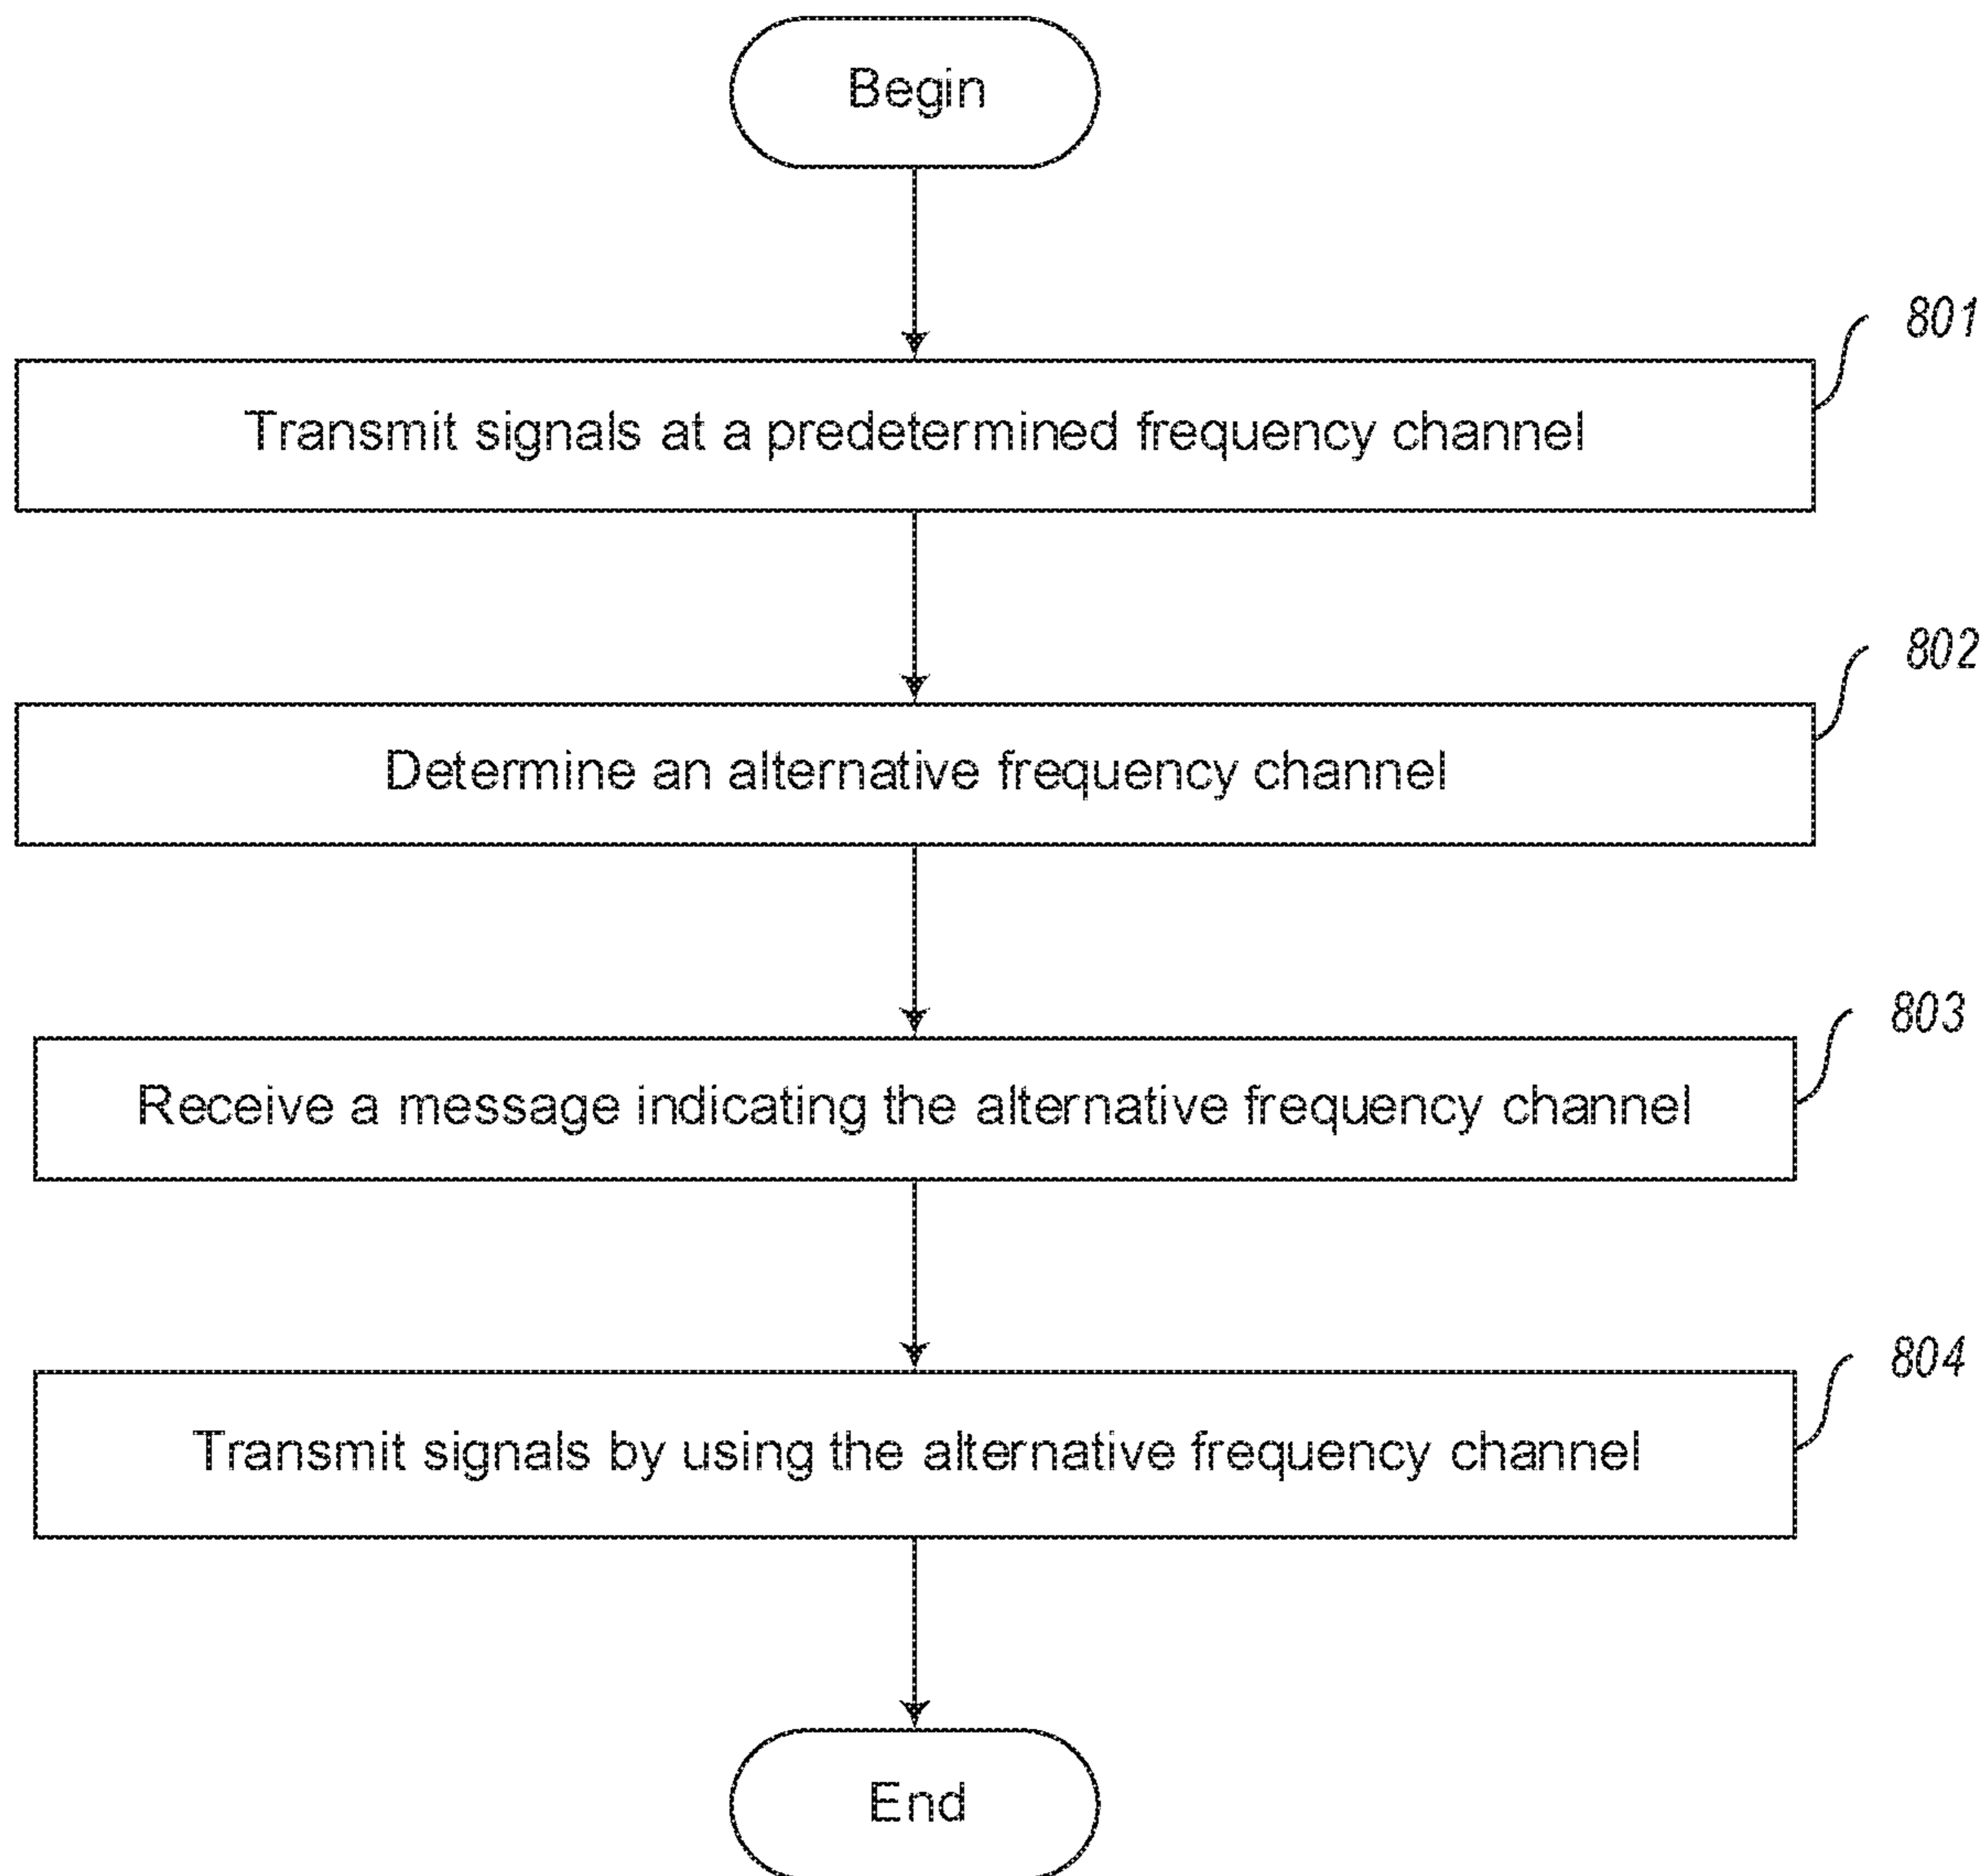 Begin
801
Transmit signals at a predetermined frequency channel
802
Determine an alternative frequency channel
803
Receive a message indicating the alternative frequency channel
804
Transmit signals by using the alternative frequency channel
End